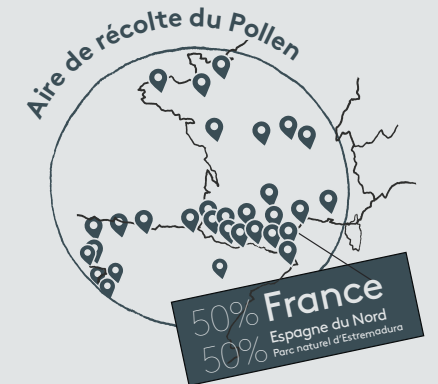 Aire de récolte du Pollen
50% France
50% Espagne du Nord
Parc naturel d'Estremadura